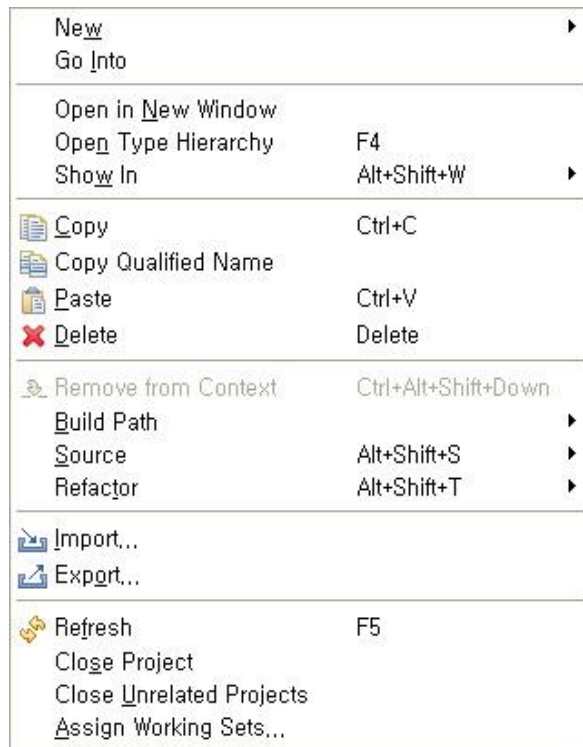 New
Go Into
Open in New Window
Open Type Hierarchy F4
Show In Alt+Shift+W
Copy Ctrl+C
Copy Qualified Name
Paste Ctrl+V
Delete Delete
Remove from Context Ctrl+Alt+Shift+Down
Build Path
Source Alt+Shift+S
Refactor Alt+Shift+T
Import...
Export...
Refresh F5
Close Project
Close Unrelated Projects
Assign Working Sets...